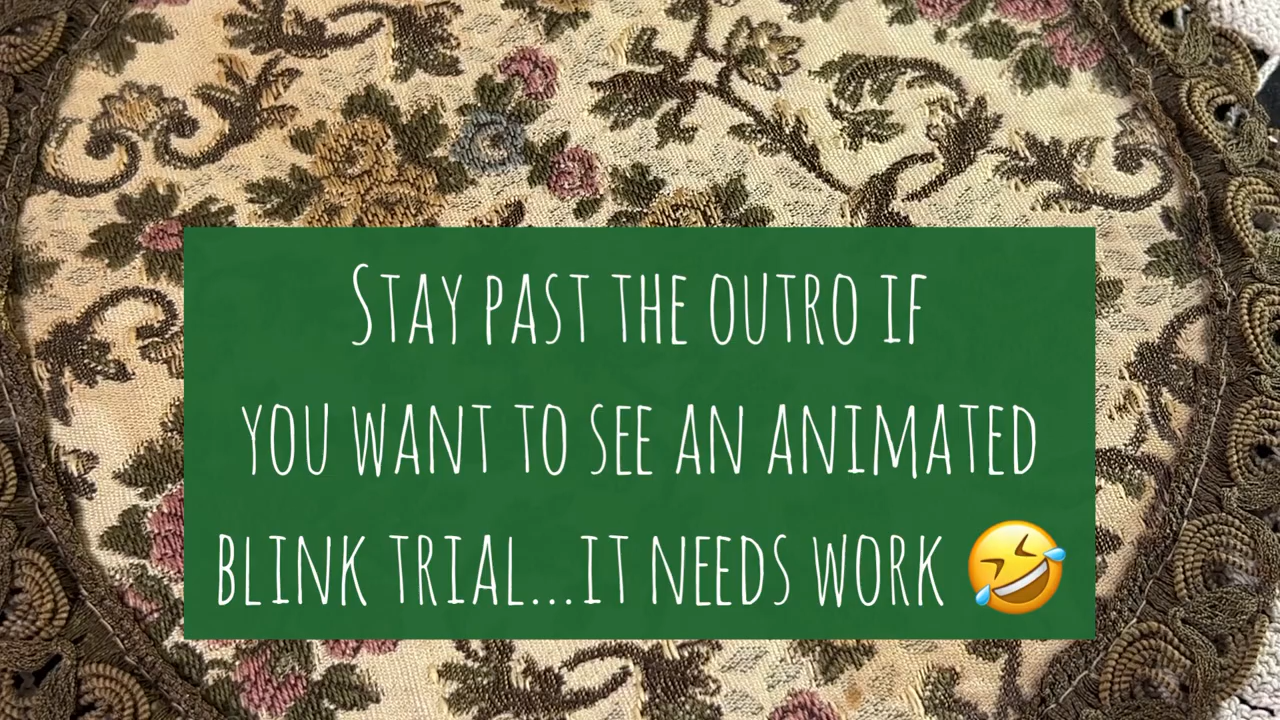 Stay past the outro if
you want to see an animated
blink trial...it needs work 🤣